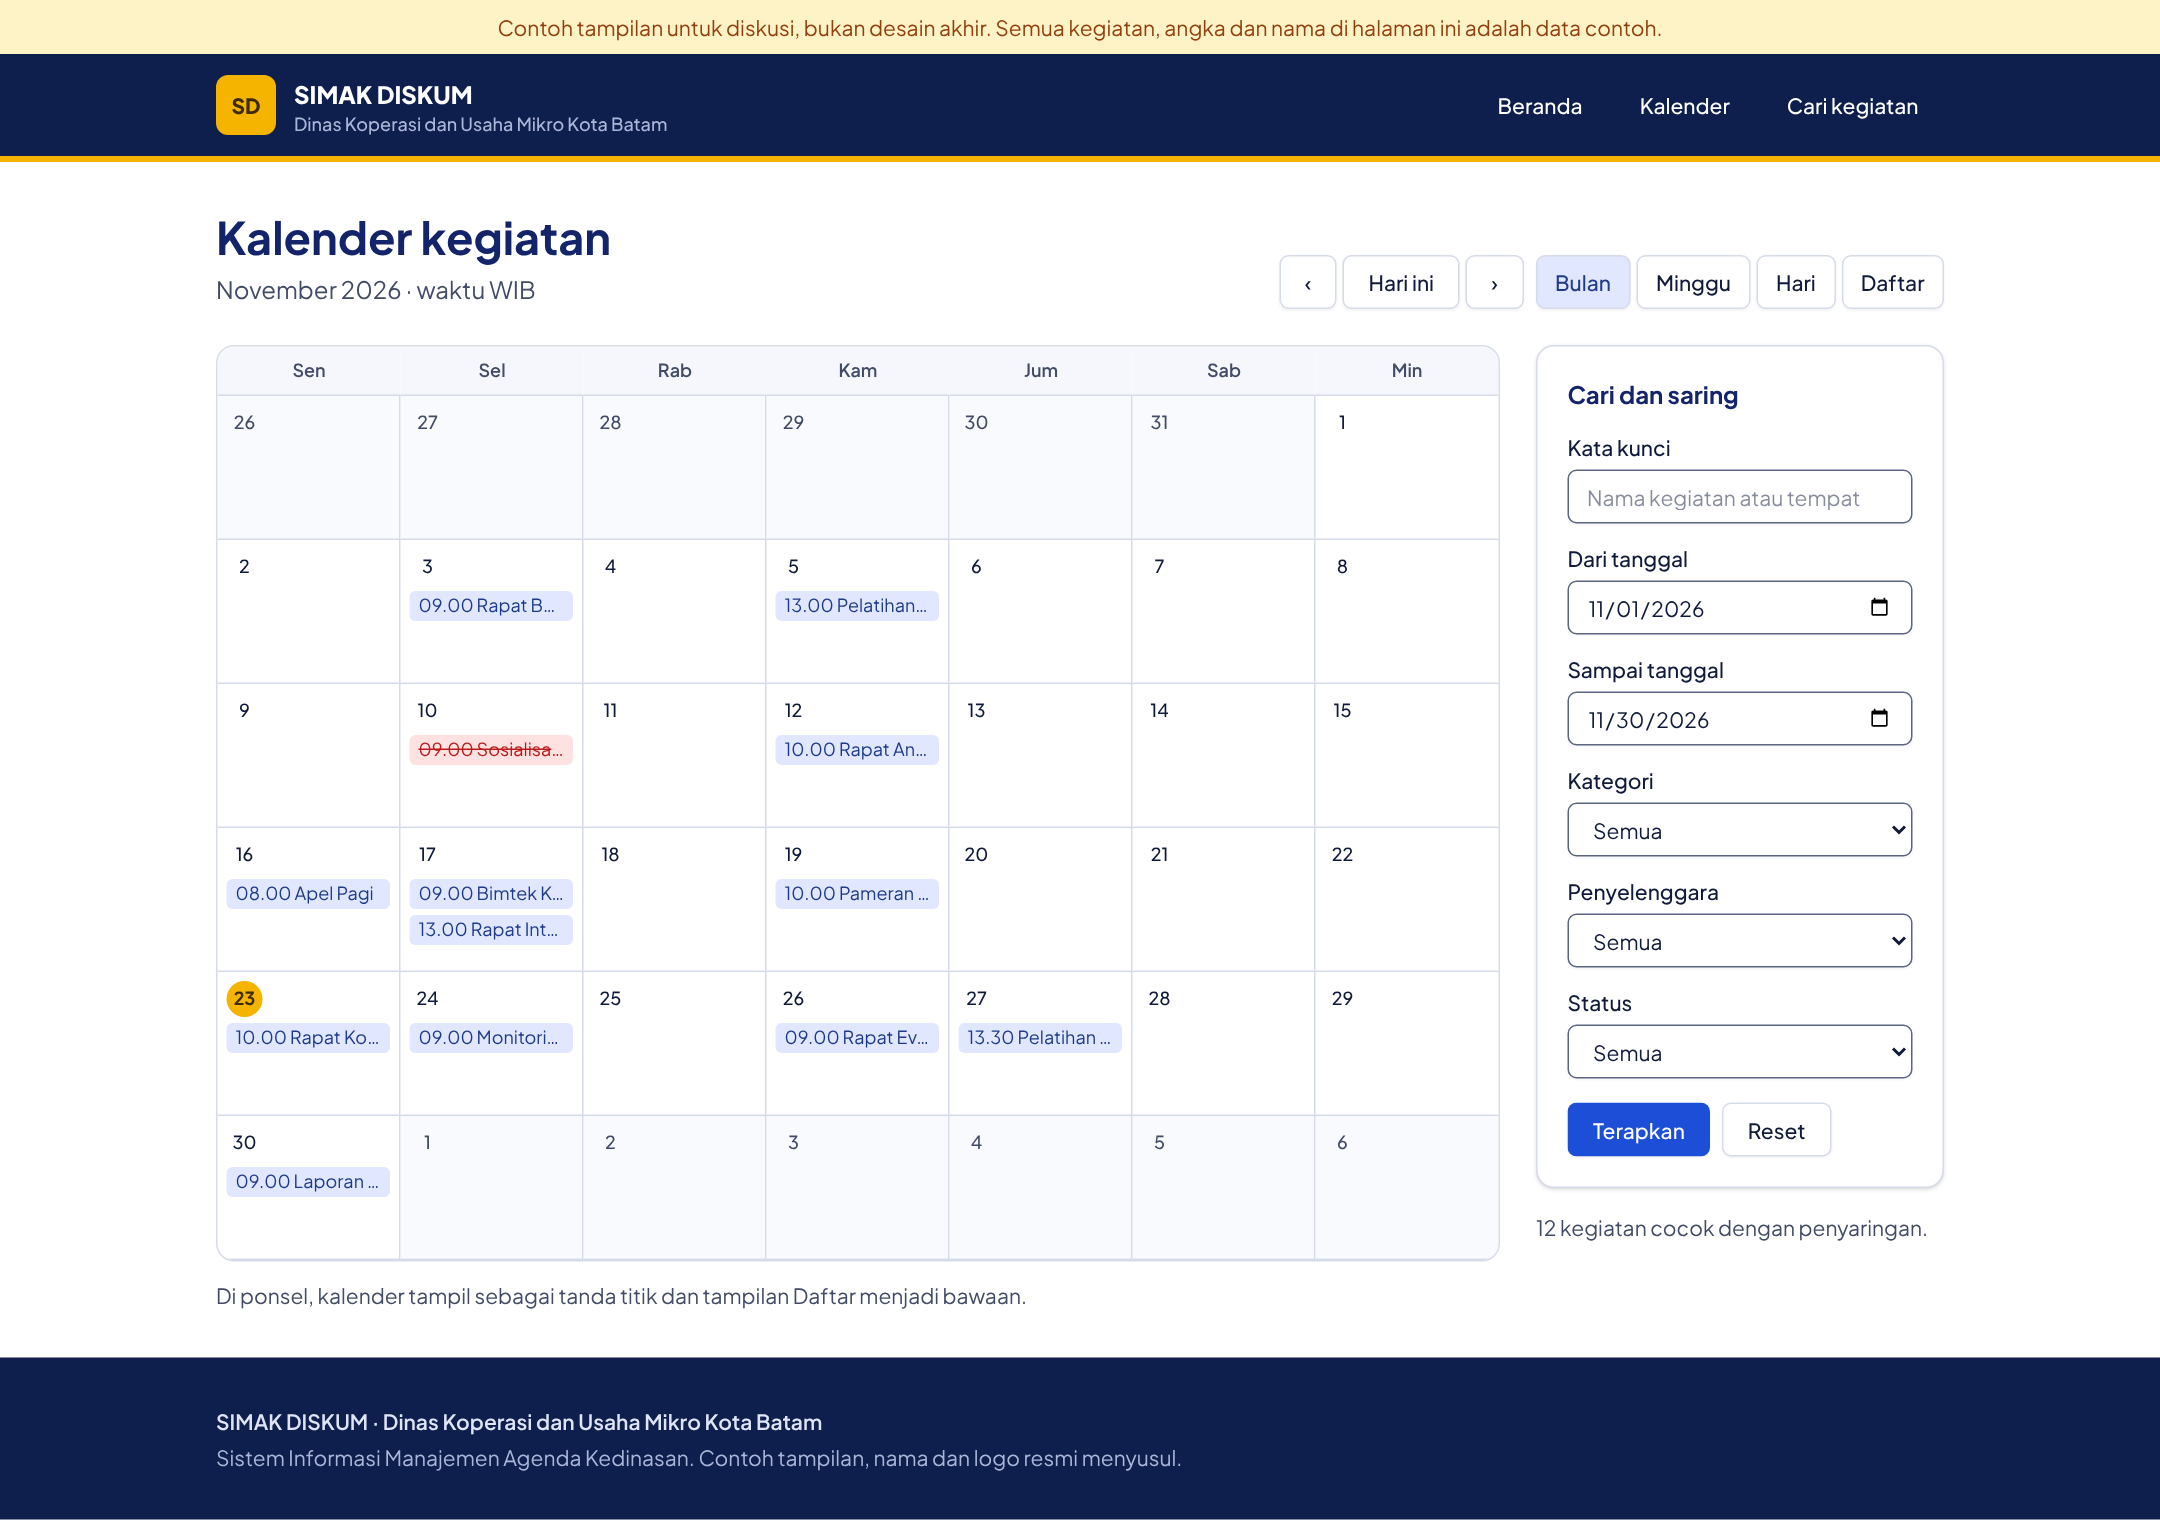 Contoh tampilan untuk diskusi, bukan desain akhir. Semua kegiatan, angka dan nama di halaman ini adalah data contoh.
SD
SIMAK DISKUM
Dinas Koperasi dan Usaha Mikro Kota Batam
Beranda
Kalender
Cari kegiatan
Kalender kegiatan
November 2026 · waktu WIB
‹
Hari ini
›
Bulan
Minggu
Hari
Daftar
Sen Sel Rab Kam Jum Sab Min
26 27 28 29 30 31 1
2 3 4 5 6 7 8
09.00 Rapat B...
13.00 Pelatihan...
9 10 11 12 13 14 15
09.00 Sosialisa...
10.00 Rapat An...
16 17 18 19 20 21 22
08.00 Apel Pagi
09.00 Bimtek K...
10.00 Pameran ...
13.00 Rapat Int...
23 24 25 26 27 28 29
10.00 Rapat Ko...
09.00 Monitori...
09.00 Rapat Ev...
13.30 Pelatihan ...
30 1 2 3 4 5 6
09.00 Laporan ...
Di ponsel, kalender tampil sebagai tanda titik dan tampilan Daftar menjadi bawaan.
Cari dan saring
Kata kunci
Nama kegiatan atau tempat
Dari tanggal
11/01/2026
Sampai tanggal
11/30/2026
Kategori
Semua
Penyelenggara
Semua
Status
Semua
Terapkan
Reset
12 kegiatan cocok dengan penyaringan.
SIMAK DISKUM · Dinas Koperasi dan Usaha Mikro Kota Batam
Sistem Informasi Manajemen Agenda Kedinasan. Contoh tampilan, nama dan logo resmi menyusul.